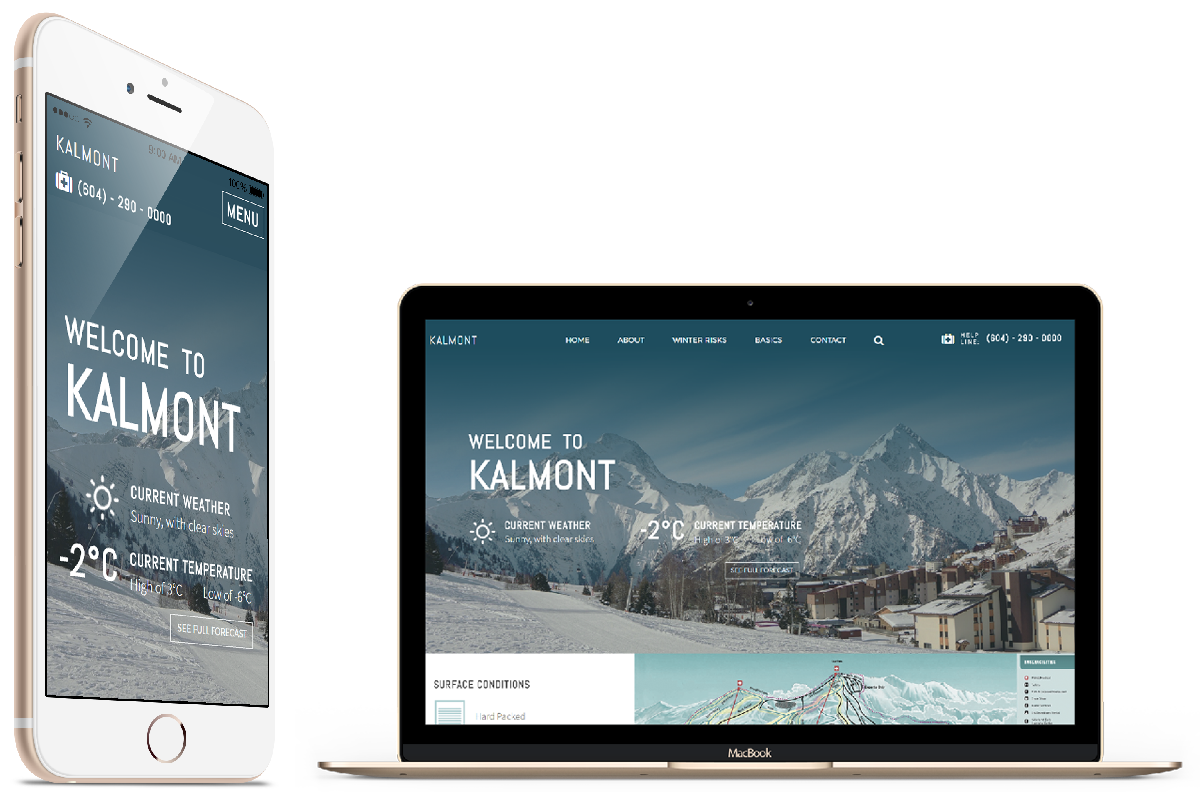 9:00 AM
100%
KALMONT
(604) - 290 - 0000
MENU
WELCOME TO
KALMONT
CURRENT WEATHER
Sunny, with clear skies
-2°C
CURRENT TEMPERATURE
High of 3°C Low of -6°C
SEE FULL FORECAST
KALMONT
HOME
ABOUT
WINTER RISKS
BASICS
CONTACT
HELP
LINE:
(604) - 290 - 0000
WELCOME TO
KALMONT
CURRENT WEATHER
Sunny, with clear skies
-2°C
CURRENT TEMPERATURE
High of 3°C Low of -6°C
SEE FULL FORECAST
SURFACE CONDITIONS
Hard Packed
MacBook